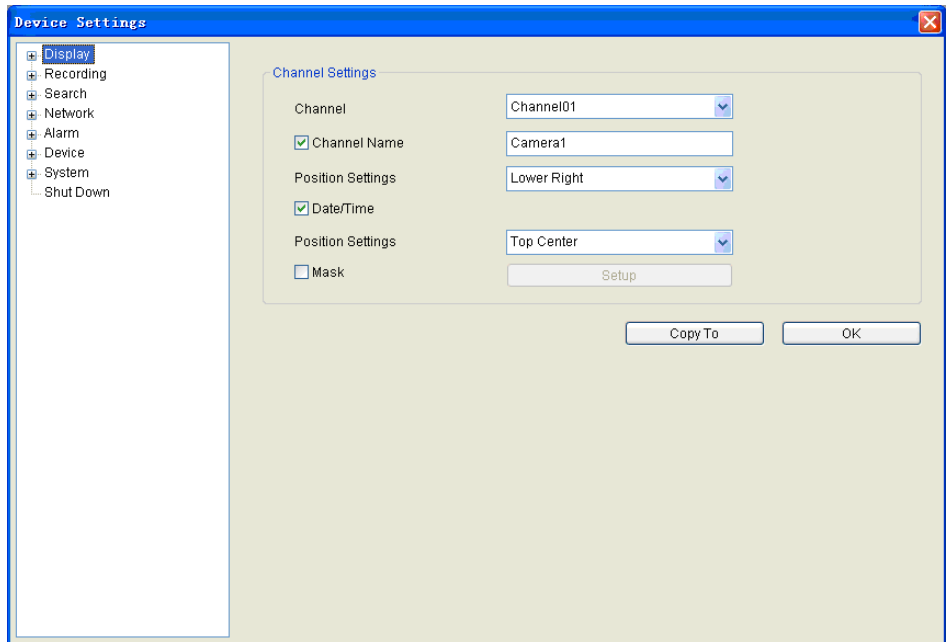 Device Settings
Display
Recording
Search
Network
Alarm
Device
System
Shut Down
Channel Settings
Channel Channel01
Channel Name Camera1
Position Settings Lower Right
Date/Time
Position Settings Top Center
Mask Setup
Copy To OK